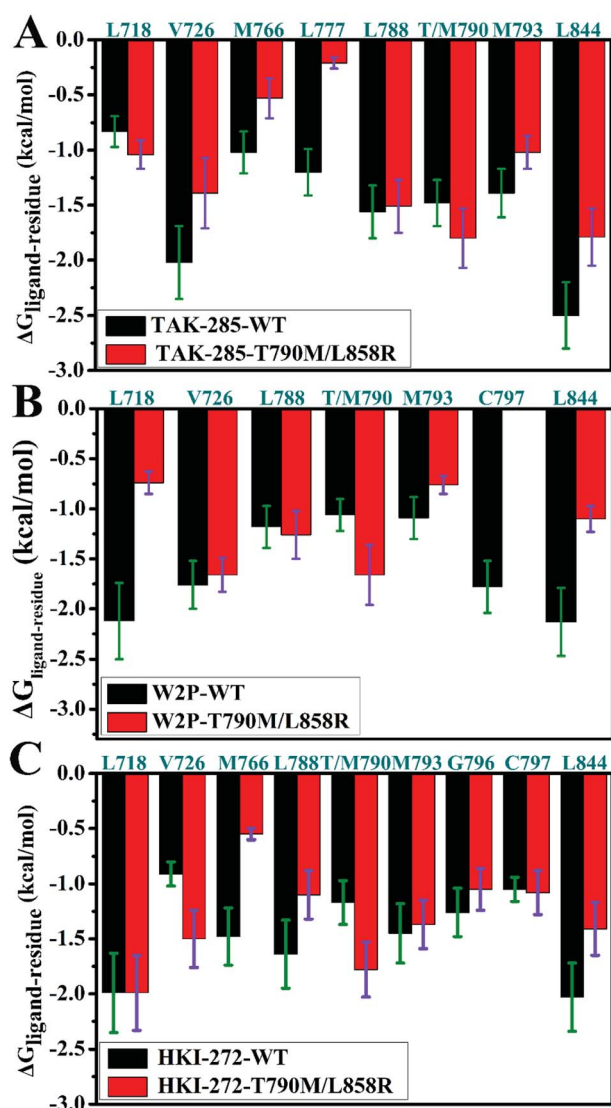 A
L718 V726 M766 L777 L788 T/M790 M793 L844
0.0
-0.5
-1.0
-1.5
-2.0
-2.5
-3.0
ΔGligand-residue (kcal/mol)
TAK-285-WT
TAK-285-T790M/L858R
B
L718 V726 L788 T/M790 M793 C797 L844
0.0
-0.5
-1.0
-1.5
-2.0
-2.5
-3.0
ΔGligand-residue (kcal/mol)
W2P-WT
W2P-T790M/L858R
C
L718 V726 M766 L788 T/M790 M793 G796 C797 L844
0.0
-0.5
-1.0
-1.5
-2.0
-2.5
-3.0
ΔGligand-residue (kcal/mol)
HKI-272-WT
HKI-272-T790M/L858R